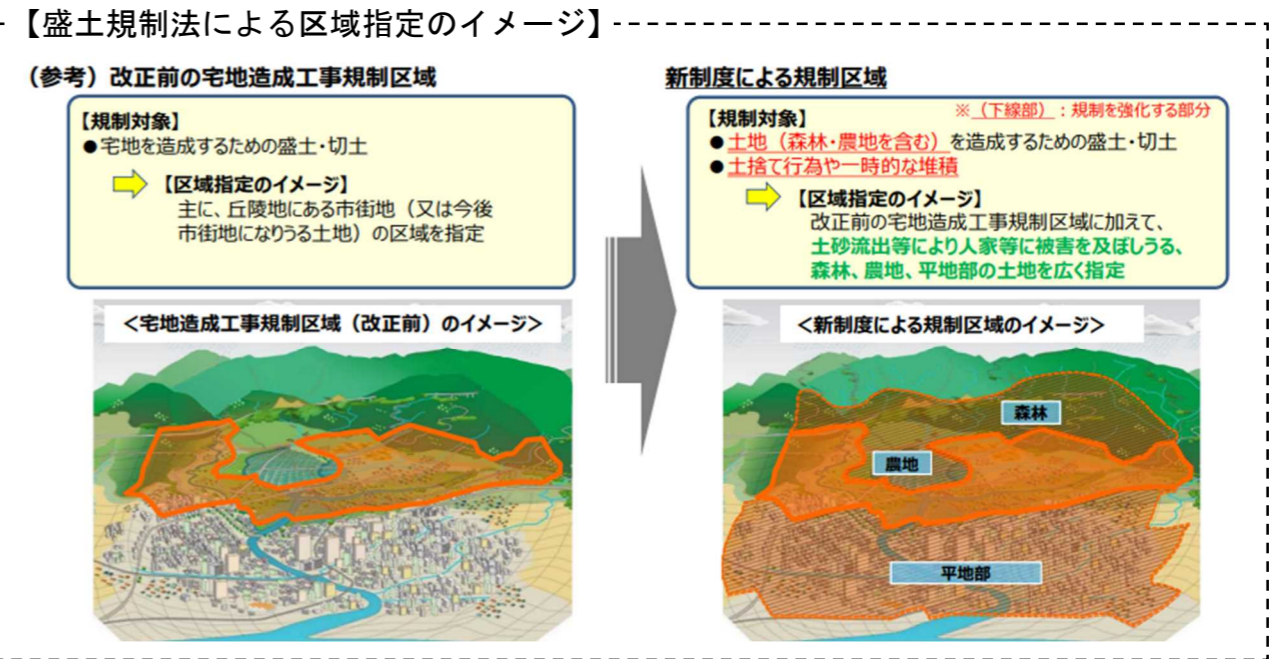 【盛土規制法による区域指定のイメージ】
（参考）改正前の宅地造成工事規制区域
【規制対象】
●宅地を造成するための盛土・切土
【区域指定のイメージ】
主に、丘陵地にある市街地（又は今後
市街地になりうる土地）の区域を指定
＜宅地造成工事規制区域（改正前）のイメージ＞
新制度による規制区域
※（下線部）：規制を強化する部分
【規制対象】
●土地（森林・農地を含む）を造成するための盛土・切土
●土捨て行為や一時的な堆積
【区域指定のイメージ】
改正前の宅地造成工事規制区域に加えて、
土砂流出等により人家等に被害を及ぼしうる、
森林、農地、平地部の土地を広く指定
＜新制度による規制区域のイメージ＞
森林
農地
平地部